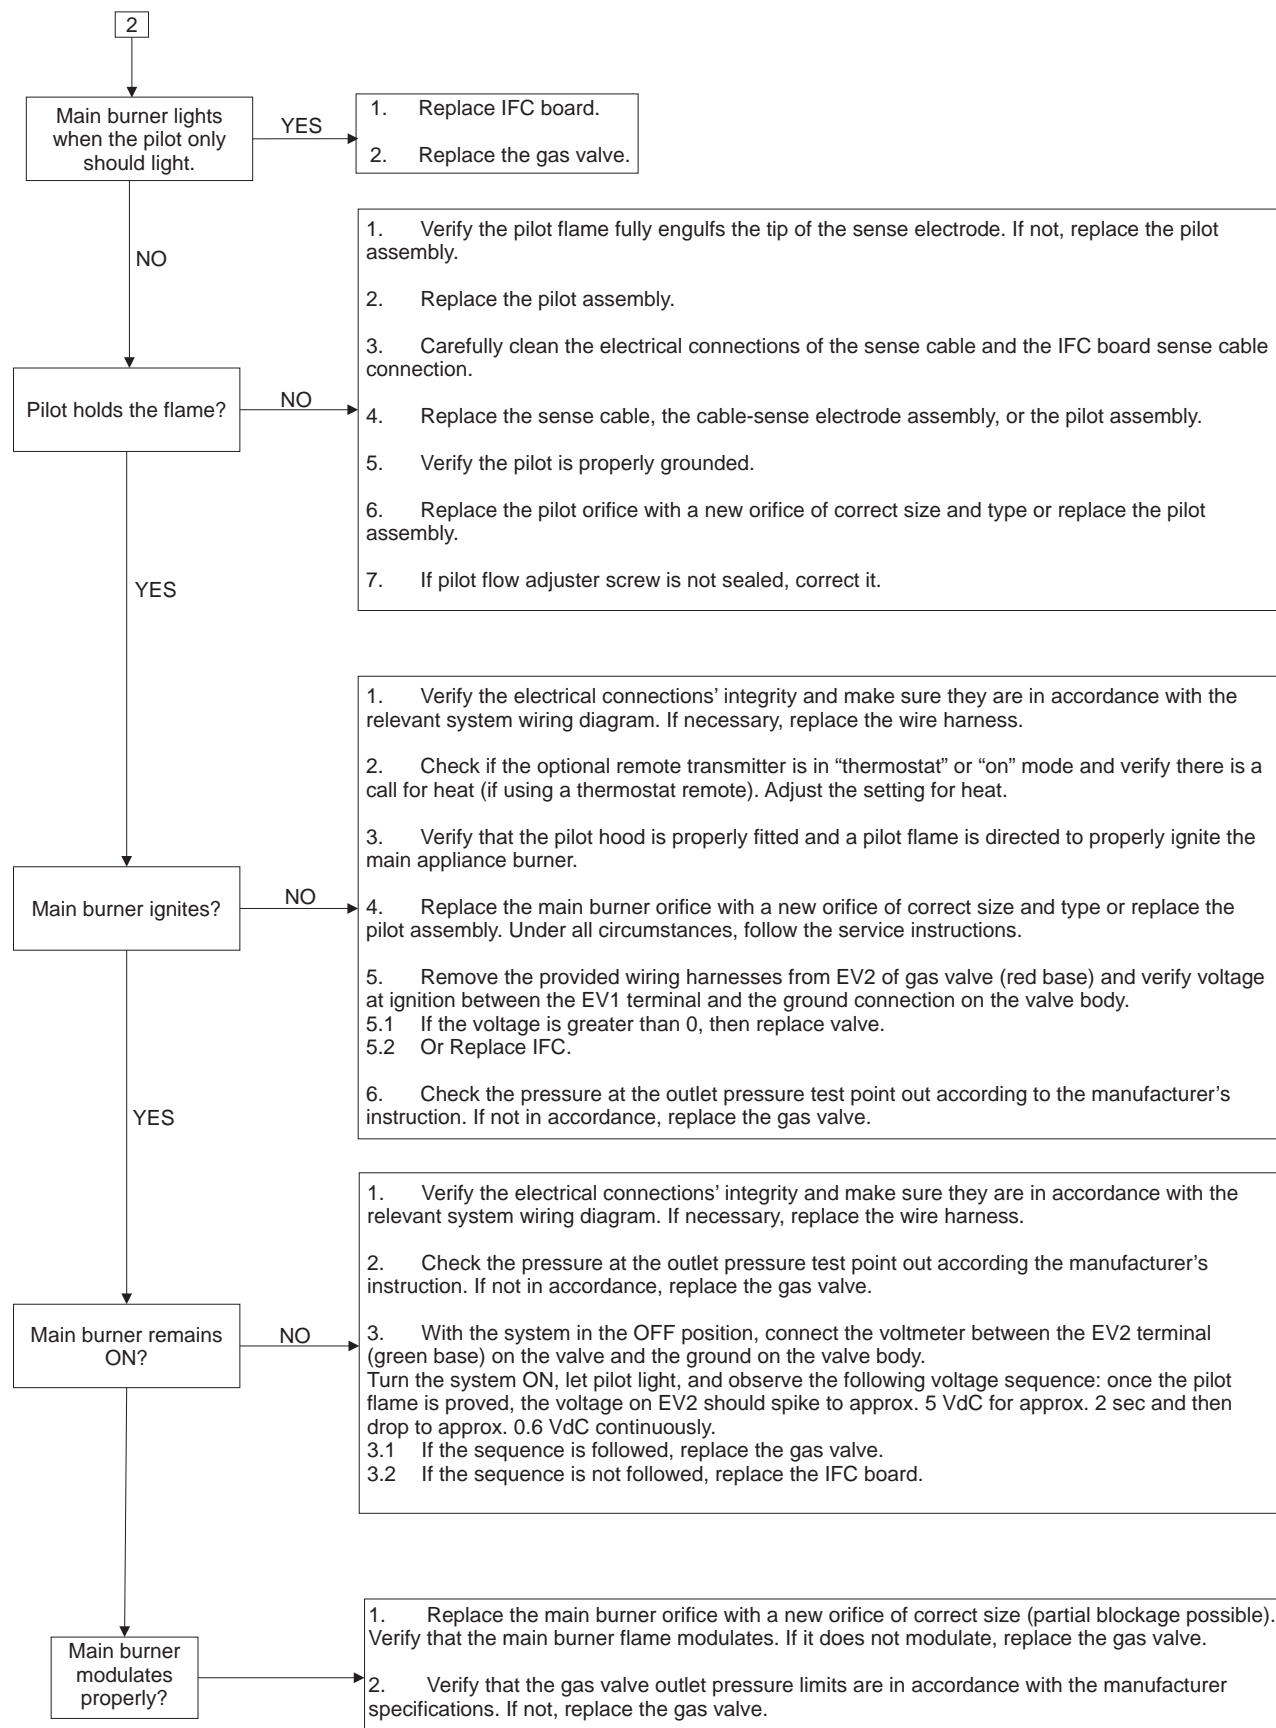 2
Main burner lights
when the pilot only
should light.
YES
1. Replace IFC board.
2. Replace the gas valve.
NO
1. Verify the pilot flame fully engulfs the tip of the sense electrode. If not, replace the pilot
assembly.
2. Replace the pilot assembly.
3. Carefully clean the electrical connections of the sense cable and the IFC board sense cable
connection.
4. Replace the sense cable, the cable-sense electrode assembly, or the pilot assembly.
5. Verify the pilot is properly grounded.
6. Replace the pilot orifice with a new orifice of correct size and type or replace the pilot
assembly.
7. If pilot flow adjuster screw is not sealed, correct it.
Pilot holds the flame?
NO
YES
1. Verify the electrical connections’ integrity and make sure they are in accordance with the
relevant system wiring diagram. If necessary, replace the wire harness.
2. Check if the optional remote transmitter is in “thermostat” or “on” mode and verify there is a
call for heat (if using a thermostat remote). Adjust the setting for heat.
3. Verify that the pilot hood is properly fitted and a pilot flame is directed to properly ignite the
main appliance burner.
4. Replace the main burner orifice with a new orifice of correct size and type or replace the
pilot assembly. Under all circumstances, follow the service instructions.
5. Remove the provided wiring harnesses from EV2 of gas valve (red base) and verify voltage
at ignition between the EV1 terminal and the ground connection on the valve body.
5.1 If the voltage is greater than 0, then replace valve.
5.2 Or Replace IFC.
6. Check the pressure at the outlet pressure test point out according to the manufacturer’s
instruction. If not in accordance, replace the gas valve.
Main burner ignites?
NO
YES
1. Verify the electrical connections’ integrity and make sure they are in accordance with the
relevant system wiring diagram. If necessary, replace the wire harness.
2. Check the pressure at the outlet pressure test point out according the manufacturer’s
instruction. If not in accordance, replace the gas valve.
3. With the system in the OFF position, connect the voltmeter between the EV2 terminal
(green base) on the valve and the ground on the valve body.
Turn the system ON, let pilot light, and observe the following voltage sequence: once the pilot
flame is proved, the voltage on EV2 should spike to approx. 5 VdC for approx. 2 sec and then
drop to approx. 0.6 VdC continuously.
3.1 If the sequence is followed, replace the gas valve.
3.2 If the sequence is not followed, replace the IFC board.
Main burner remains
ON?
NO
1. Replace the main burner orifice with a new orifice of correct size (partial blockage possible).
Verify that the main burner flame modulates. If it does not modulate, replace the gas valve.
2. Verify that the gas valve outlet pressure limits are in accordance with the manufacturer
specifications. If not, replace the gas valve.
Main burner
modulates
properly?